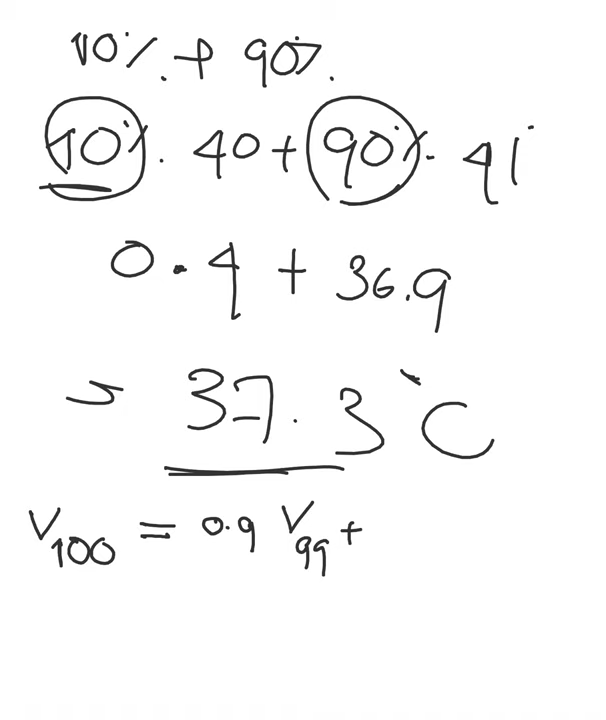 10% + 90%
10% . 40 + 90% . 41
0.4 + 36.9
= 37.3°C
V₁₀₀ = 0.9 V₉₉ +